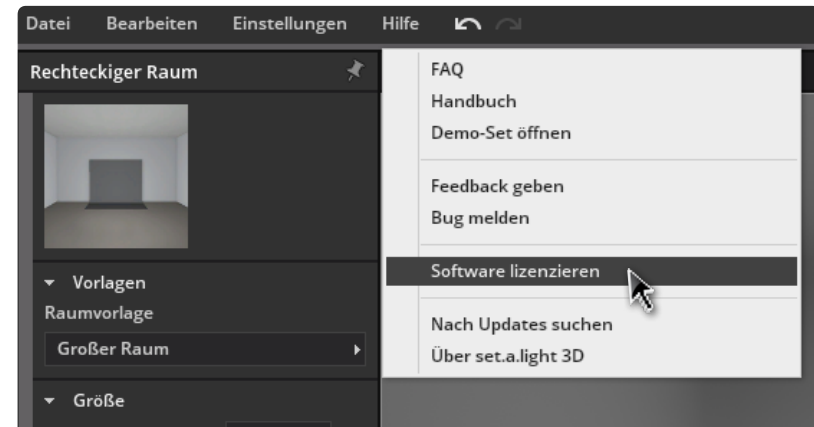 Datei Bearbeiten Einstellungen Hilfe
Rechteckiger Raum
Vorlagen
Raumvorlage
Großer Raum
Größe
FAQ
Handbuch
Demo-Set öffnen
Feedback geben
Bug melden
Software lizenzieren
Nach Updates suchen
Über set.a.light 3D